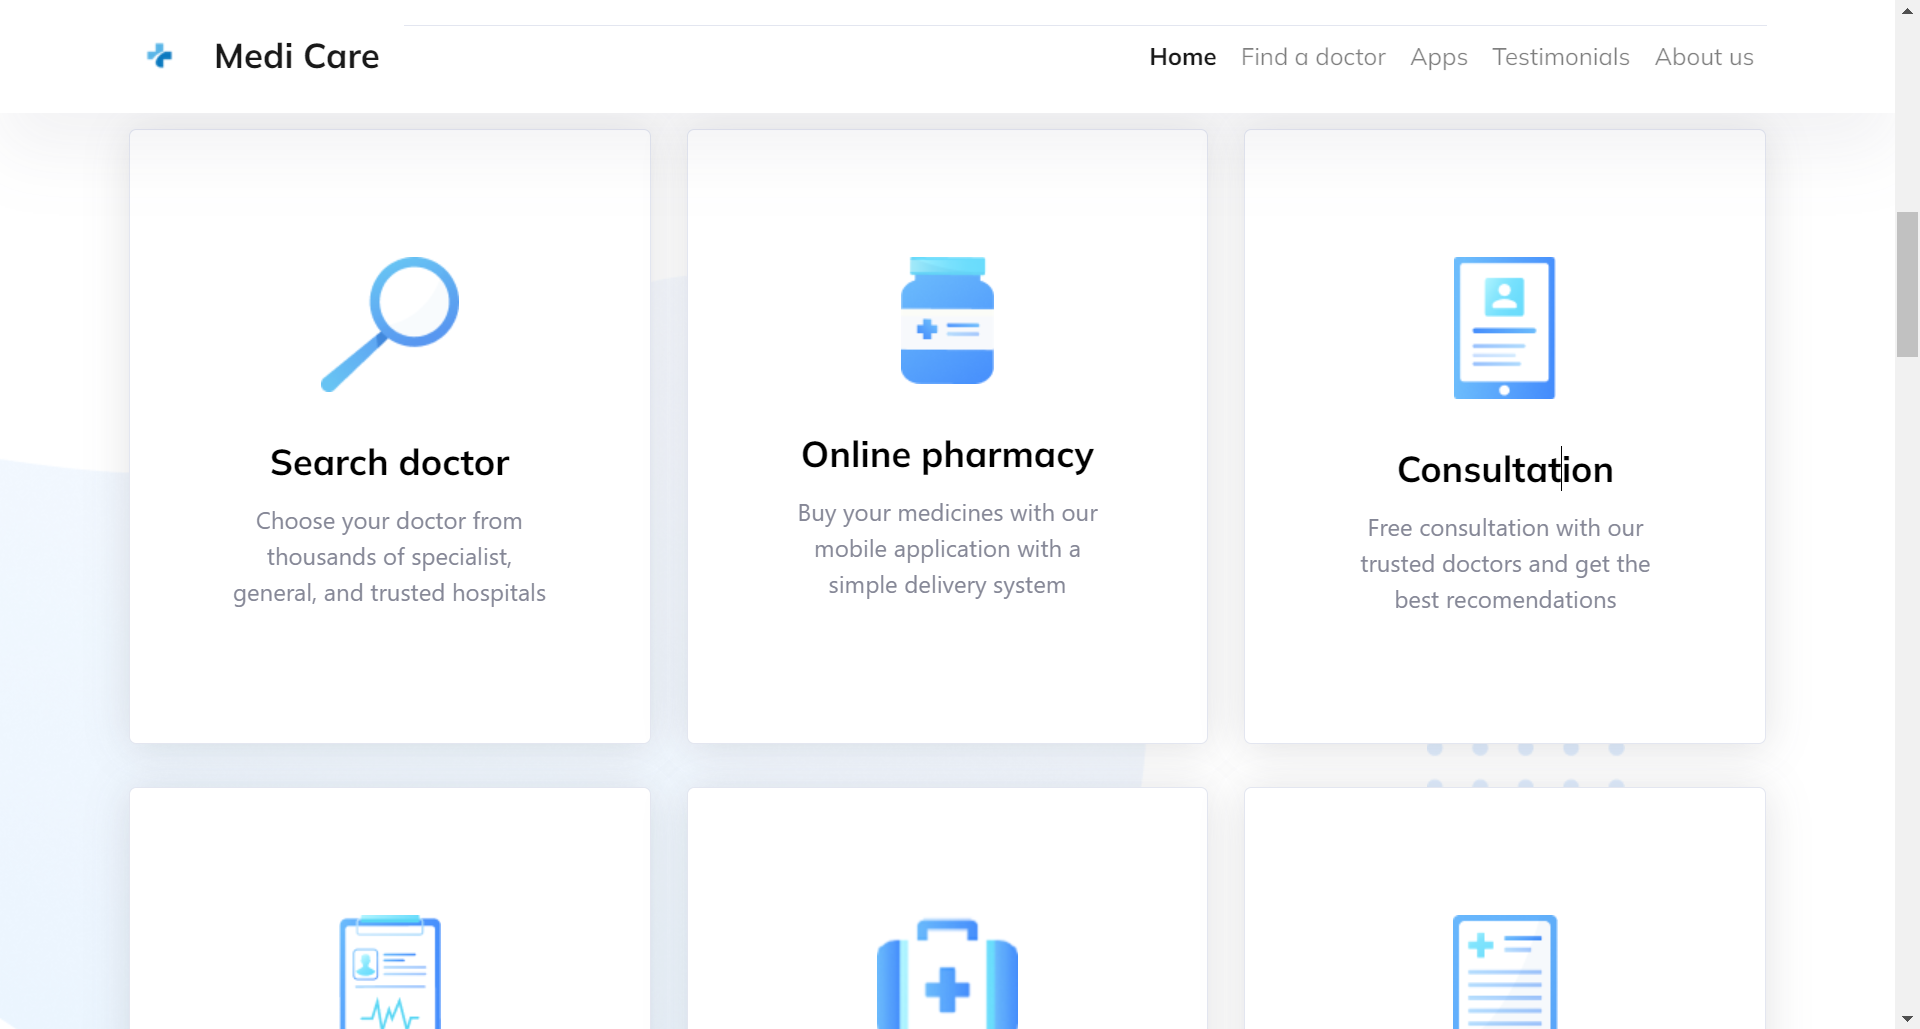 Medi Care
Home Find a doctor Apps Testimonials About us
Search doctor
Choose your doctor from
thousands of specialist,
general, and trusted hospitals
Online pharmacy
Buy your medicines with our
mobile application with a
simple delivery system
Consultation
Free consultation with our
trusted doctors and get the
best recomendations